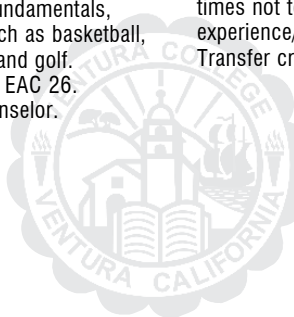 undamentals,
ch as basketball,
and golf.
EAC 26.
nselor.
times not t
experience/
Transfer cr
VENTURA COLLEGE
VENTURA CALIFORNIA